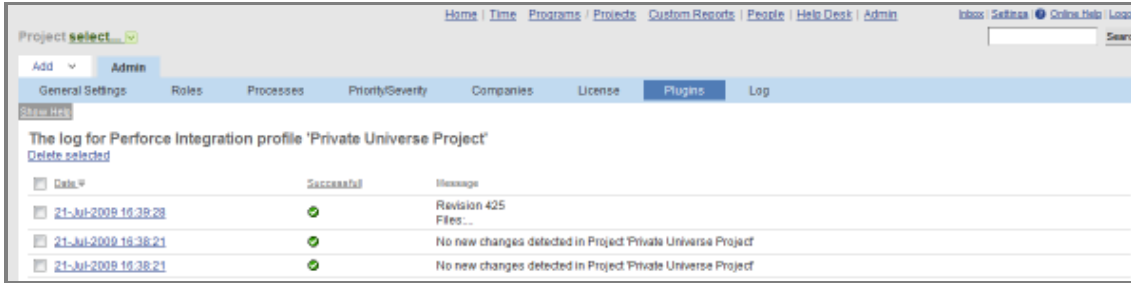 Home | Time Programs / Projects Custom Reports | People | Help Desk | Admin
Inbox | Settings | Online Help | Logo
Project select...
Searc
Add Admin
General Settings Roles Processes Priority/Severity Companies License Plugins Log
Show Help
The log for Perforce Integration profile 'Private Universe Project'
Delete selected
Date Successful Message
21-Jul-2009 16:39:28 Revision 425
Files:...
21-Jul-2009 16:38:21 No new changes detected in Project 'Private Universe Project'
21-Jul-2009 16:38:21 No new changes detected in Project 'Private Universe Project'